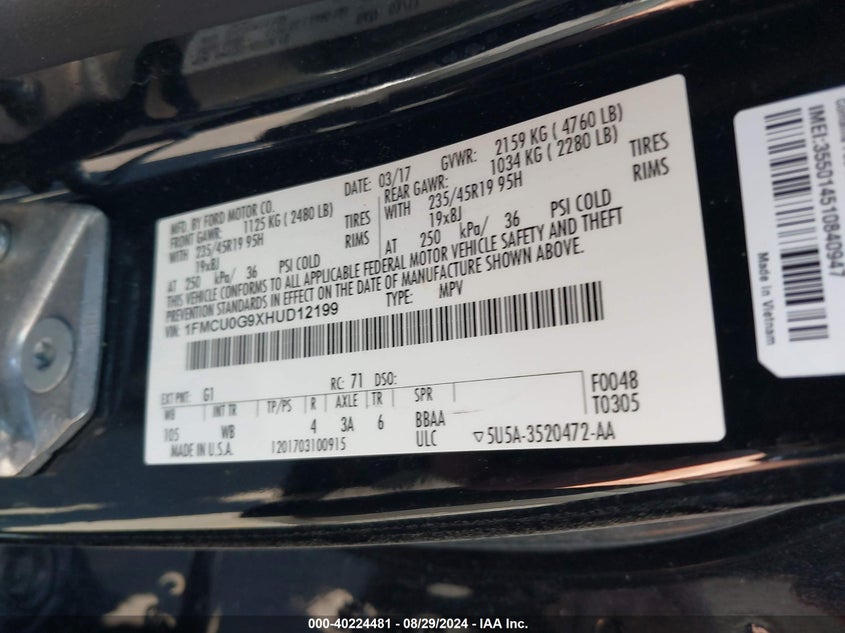 MFD. BY FORD MOTOR CO.
DATE: 03/17
GVWR: 2159 KG ( 4760 LB)
FRONT GAWR: 1125 KG ( 2480 LB)
REAR GAWR: 1034 KG ( 2280 LB)
WITH 235/45R19 95H TIRES
WITH 235/45R19 95H TIRES
19x8J RIMS
19x8J RIMS
AT 250 kPa/ 36 PSI COLD
AT 250 kPa/ 36 PSI COLD
THIS VEHICLE CONFORMS TO ALL APPLICABLE FEDERAL MOTOR VEHICLE SAFETY AND THEFT
PREVENTION STANDARDS IN EFFECT ON THE DATE OF MANUFACTURE SHOWN ABOVE.
VIN: 1FMCU0G9XHUD12199
TYPE: MPV
EXT PNT: G1 RC: 71 DSO: F0048
WB INT TR TP/PS R AXLE TR SPR T0305
105 WB 4 3A 6 BBAA
MADE IN U.S.A. 1201703100915 ULC ▽5U5A-3520472-AA
IMEI:355014510840947
Made in Vietnam
000-40224481 - 08/29/2024 - IAA Inc.